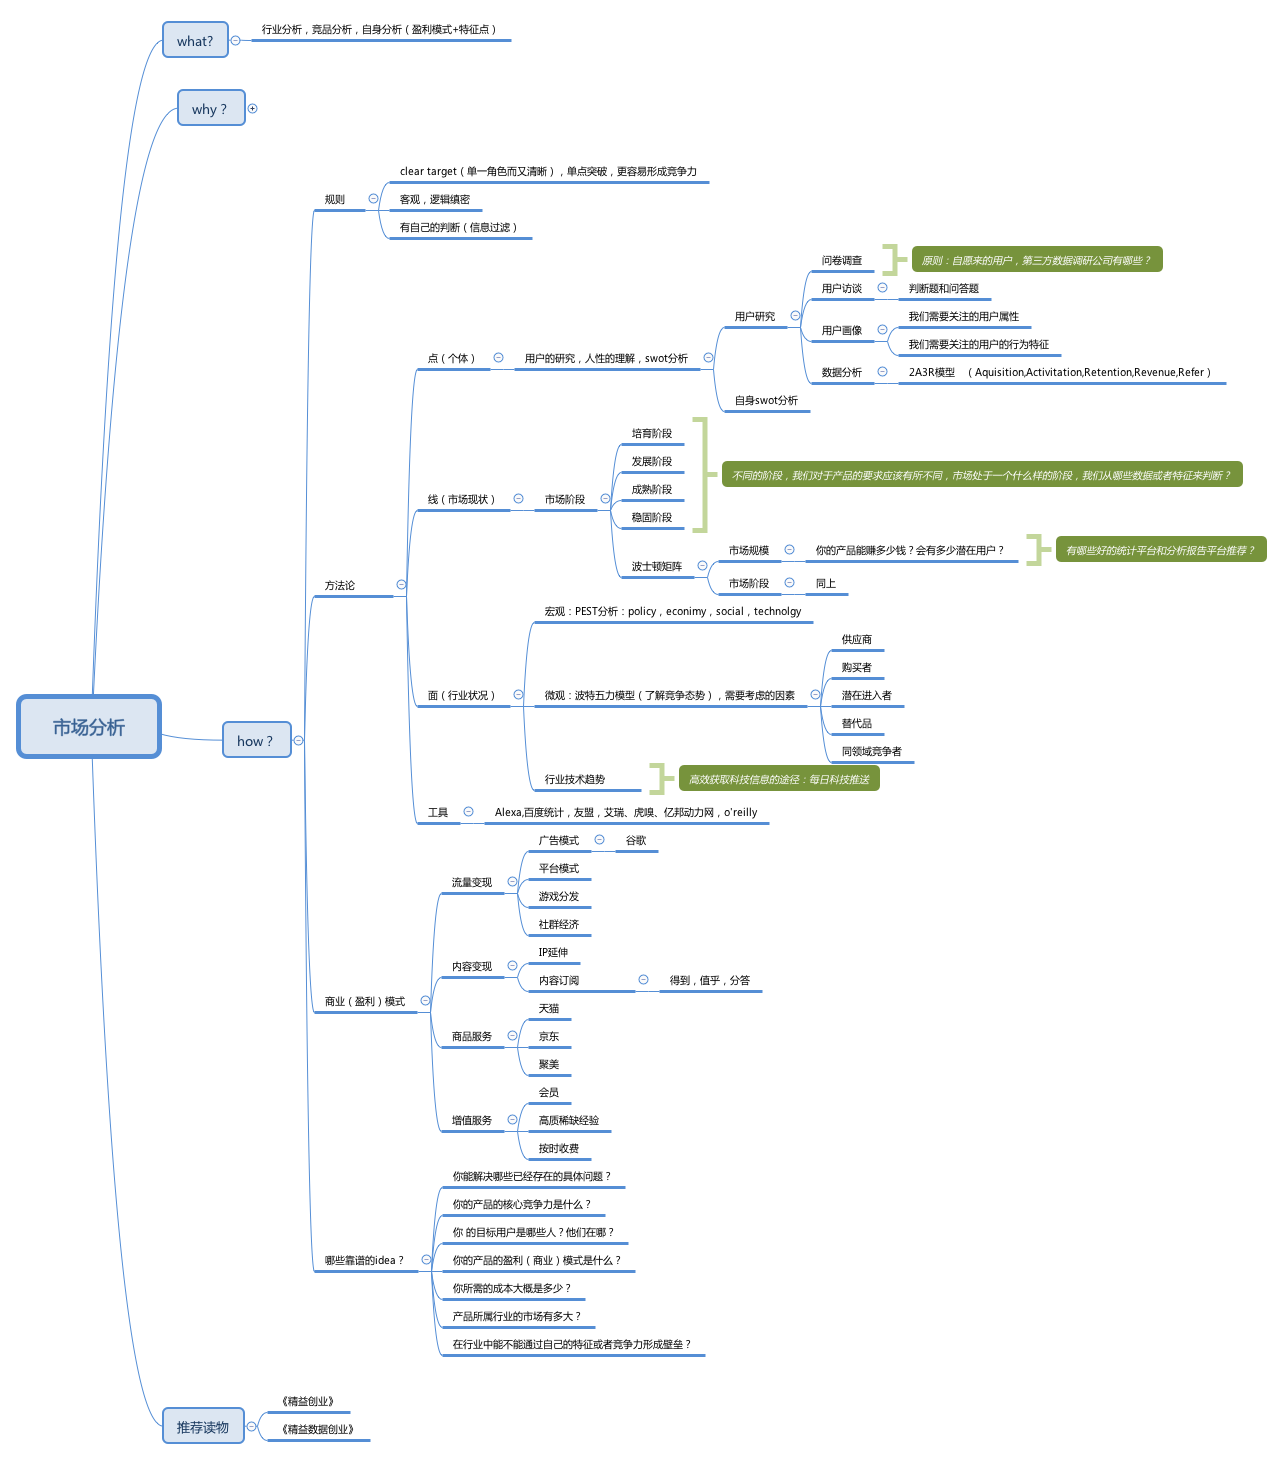 what?
行业分析，竞品分析，自身分析（盈利模式+特征点）
why？
市场分析
how？
规则
clear target（单一角色而又清晰），单点突破，更容易形成竞争力
客观，逻辑缜密
有自己的判断（信息过滤）
方法论
点（个体）
用户的研究，人性的理解，swot分析
用户研究
问卷调查
原则：自愿来的用户，第三方数据调研公司有哪些？
用户访谈
判断题和问答题
用户画像
我们需要关注的用户属性
我们需要关注的用户的行为特征
数据分析
2A3R模型 （Aquisition,Activitation,Retention,Revenue,Refer）
自身swot分析
线（市场现状）
市场阶段
培育阶段
发展阶段
成熟阶段
稳固阶段
不同的阶段，我们对于产品的要求应该有所不同，市场处于一个什么样的阶段，我们从哪些数据或者特征来判断？
波士顿矩阵
市场规模
你的产品能赚多少钱？会有多少潜在用户？
有哪些好的统计平台和分析报告平台推荐？
市场阶段
同上
面（行业状况）
宏观：PEST分析：policy，econimy，social，technolgy
微观：波特五力模型（了解竞争态势），需要考虑的因素
供应商
购买者
潜在进入者
替代品
同领域竞争者
行业技术趋势
高效获取科技信息的途径：每日科技推送
工具
Alexa,百度统计，友盟，艾瑞、虎嗅、亿邦动力网，o'reilly
商业（盈利）模式
流量变现
广告模式
谷歌
平台模式
游戏分发
社群经济
内容变现
IP延伸
内容订阅
得到，值乎，分答
商品服务
天猫
京东
聚美
增值服务
会员
高质稀缺经验
按时收费
哪些靠谱的idea？
你能解决哪些已经存在的具体问题？
你的产品的核心竞争力是什么？
你 的目标用户是哪些人？他们在哪？
你的产品的盈利（商业）模式是什么？
你所需的成本大概是多少？
产品所属行业的市场有多大？
在行业中能不能通过自己的特征或者竞争力形成壁垒？
推荐读物
《精益创业》
《精益数据创业》